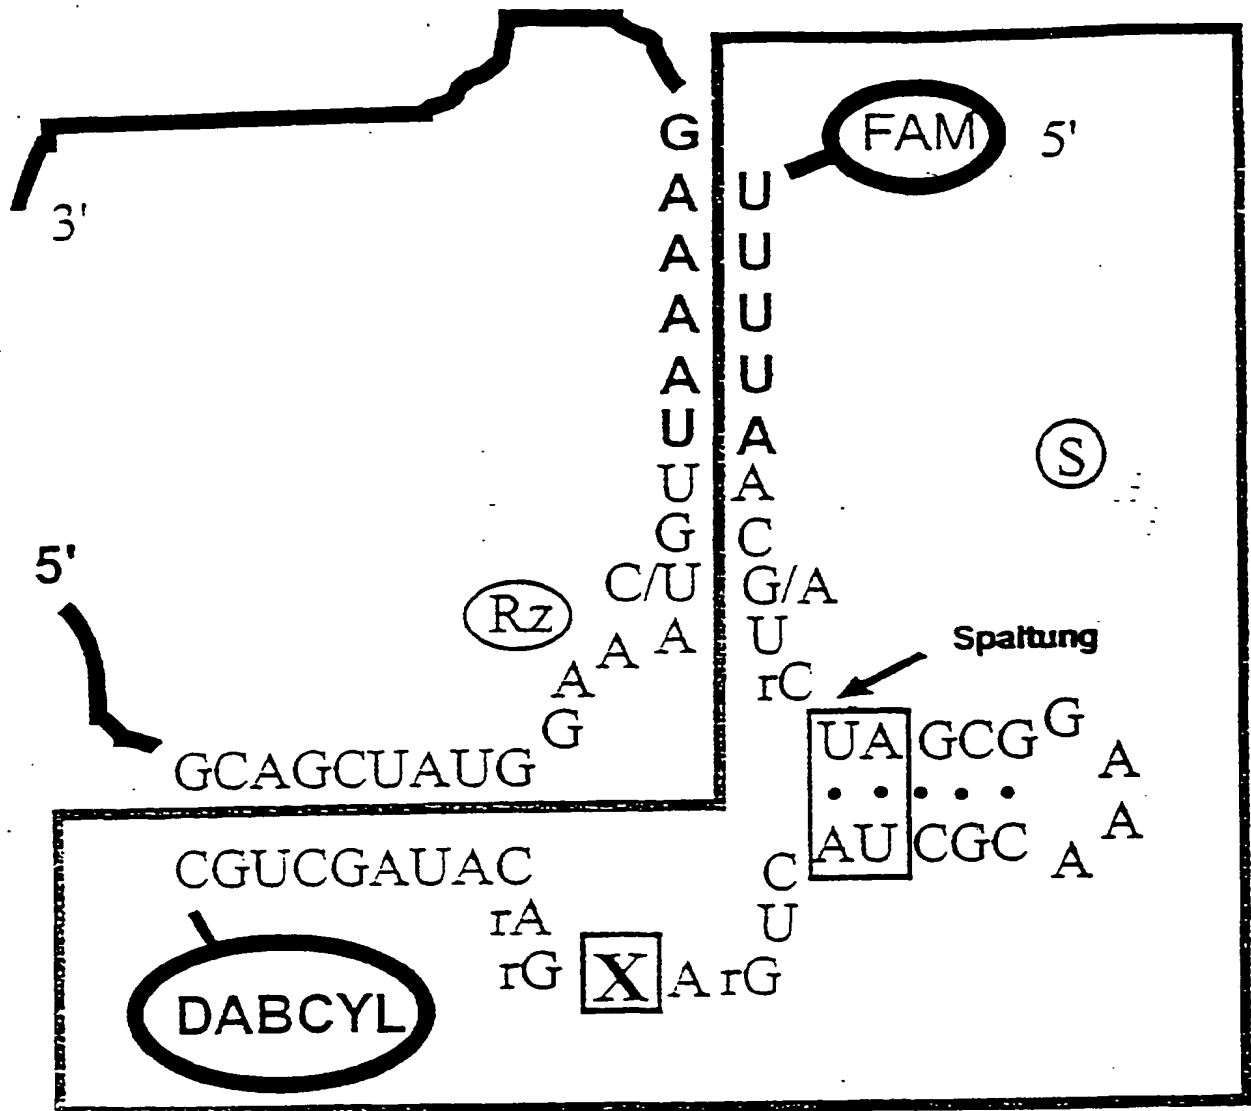 G
FAM 5'
A U
3'
A U
A U
A U
U A
S
U A
G C
5'
C/U G/A
Rz
A U
Spaltung
A
rC
A
G
UA GCG G
A
GCAGCUAUG
A
AU CGC A
CGUCGAUAC
C
rA
U
rG X A rG
DABCYL